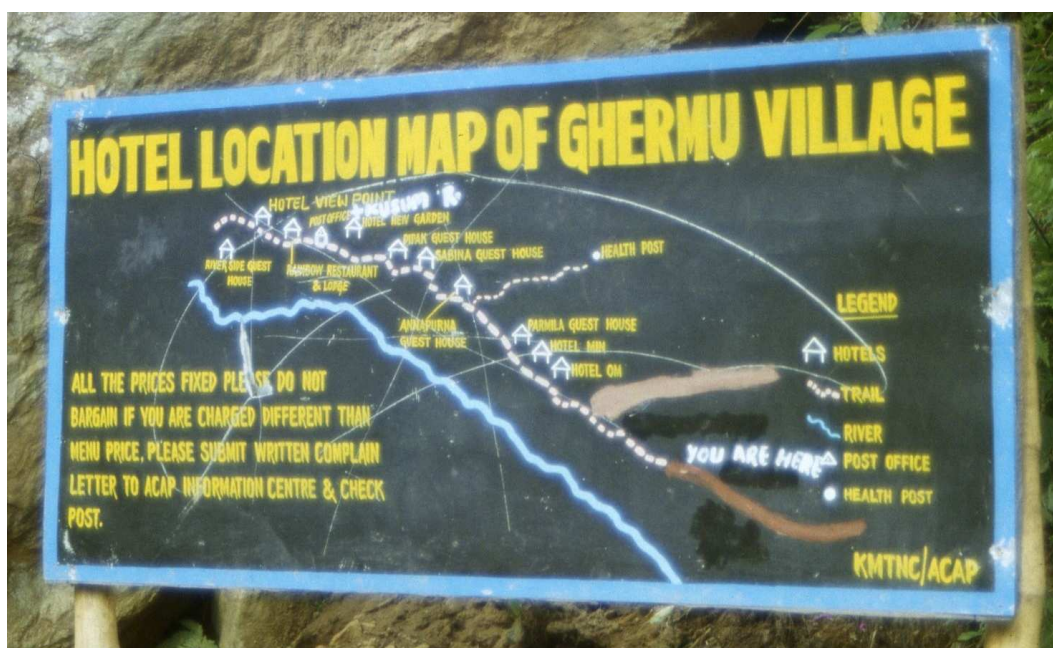 HOTEL LOCATION MAP OF GHERMU VILLAGE
HOTEL VIEW POINT
KUSUM R.
POST OFFICE
HOTEL NEW GARDEN
PIPAK GUEST HOUSE
SABINA GUEST HOUSE
HEALTH POST
RIVER SIDE GUEST
HOUSE
RAINBOW RESTAURANT
& LODGE
ANNAPURNA
GUEST HOUSE
PARMILA GUEST HOUSE
HOTEL MIN
HOTEL OM
LEGEND
HOTELS
TRAIL
RIVER
POST OFFICE
HEALTH POST
YOU ARE HERE
ALL THE PRICES FIXED PLEASE DO NOT
BARGAIN IF YOU ARE CHARGED DIFFERENT THAN
MENU PRICE, PLEASE SUBMIT WRITTEN COMPLAIN
LETTER TO ACAP INFORMATION CENTRE & CHECK
POST.
KMTNC/ACAP